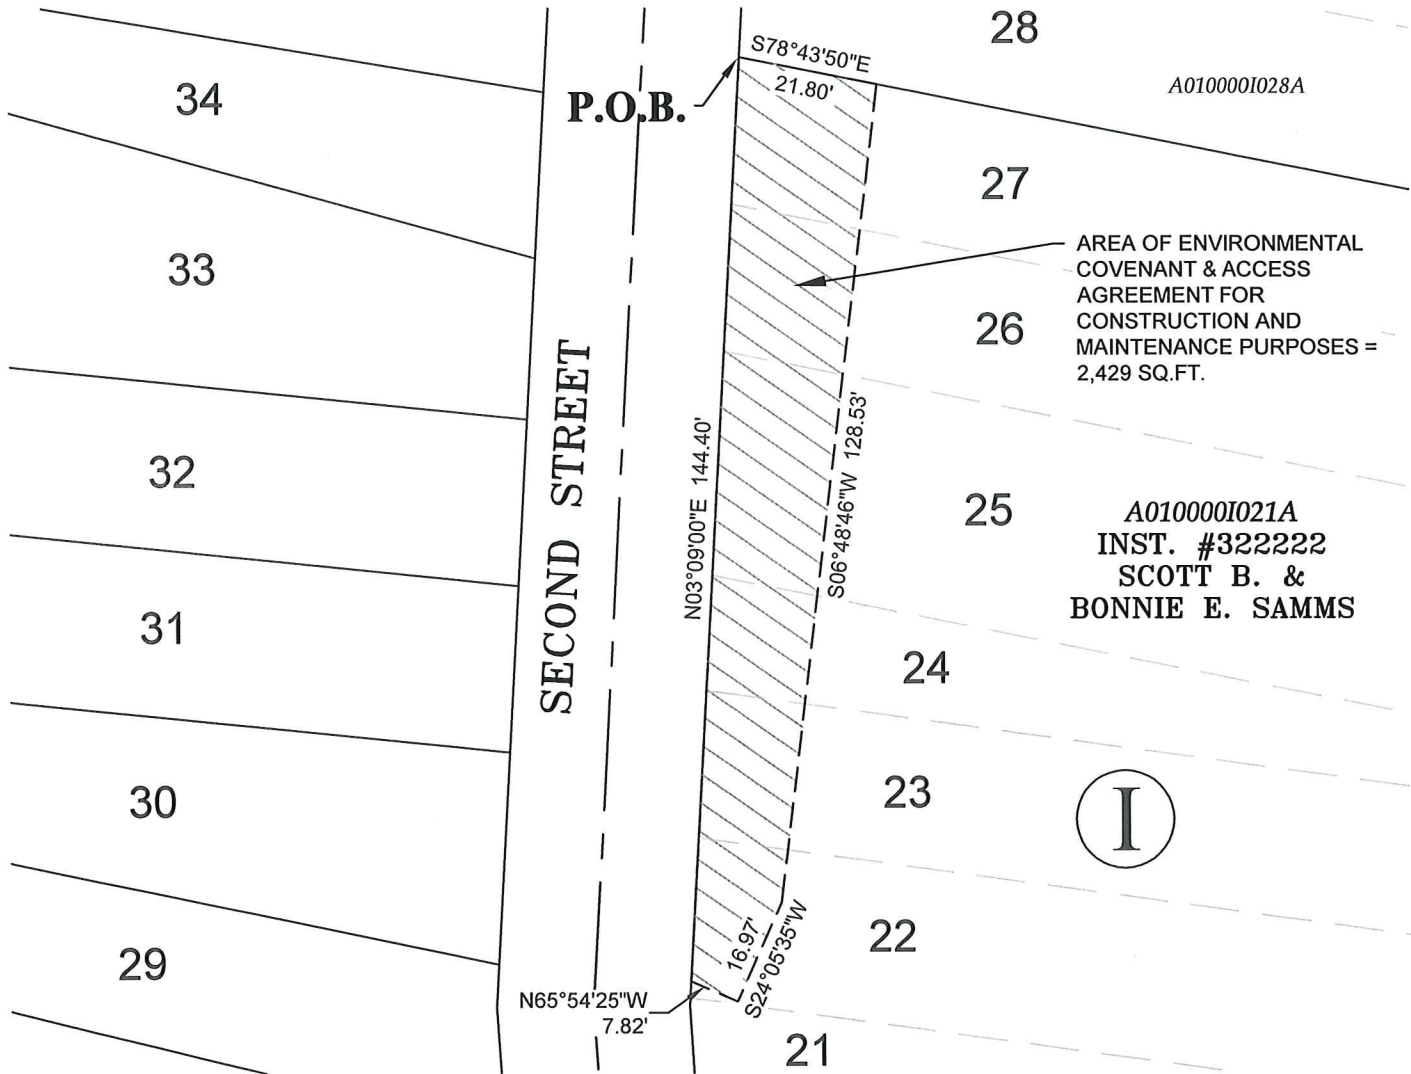 28
S78°43'50"E
21.80'
A010000I028A
34
P.O.B.
27
33
AREA OF ENVIRONMENTAL
COVENANT & ACCESS
AGREEMENT FOR
CONSTRUCTION AND
MAINTENANCE PURPOSES =
2,429 SQ.FT.
26
SECOND STREET
N03°09'00"E 144.40'
S06°48'46"W 128.53'
32
25
A010000I021A
INST. #322222
SCOTT B. &
BONNIE E. SAMMS
31
24
30
23
I
29
22
16.97'
S24°05'35"W
N65°54'25"W
7.82'
21